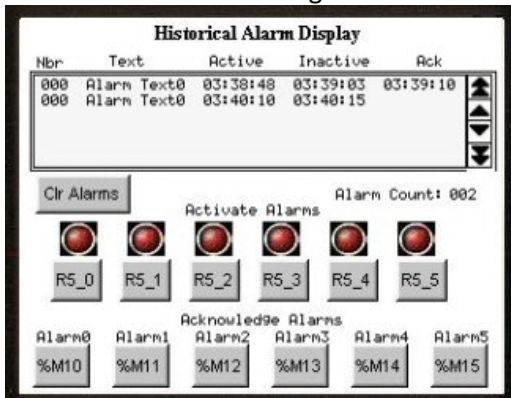 Historical Alarm Display
Nbr Text Active Inactive Ack
000 Alarm Text0 03:38:48 03:39:03 03:39:10
000 Alarm Text0 03:40:10 03:40:15
Clr Alarms
Alarm Count: 002
Activate Alarms
R5_0 R5_1 R5_2 R5_3 R5_4 R5_5
Acknowledge Alarms
Alarm0 Alarm1 Alarm2 Alarm3 Alarm4 Alarm5
%M10 %M11 %M12 %M13 %M14 %M15